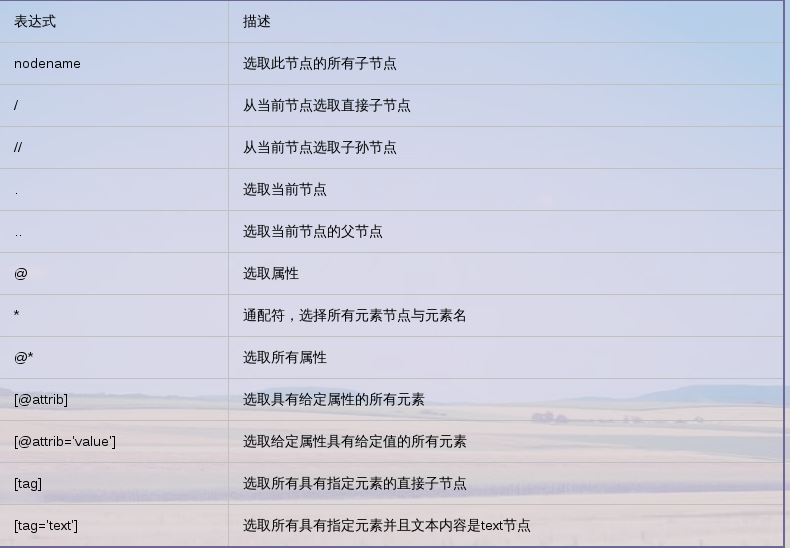 表达式 描述
nodename 选取此节点的所有子节点
/ 从当前节点选取直接子节点
// 从当前节点选取子孙节点
. 选取当前节点
.. 选取当前节点的父节点
@ 选取属性
* 通配符，选择所有元素节点与元素名
@* 选取所有属性
[@attrib] 选取具有给定属性的所有元素
[@attrib='value'] 选取给定属性具有给定值的所有元素
[tag] 选取所有具有指定元素的直接子节点
[tag='text'] 选取所有具有指定元素并且文本内容是text节点